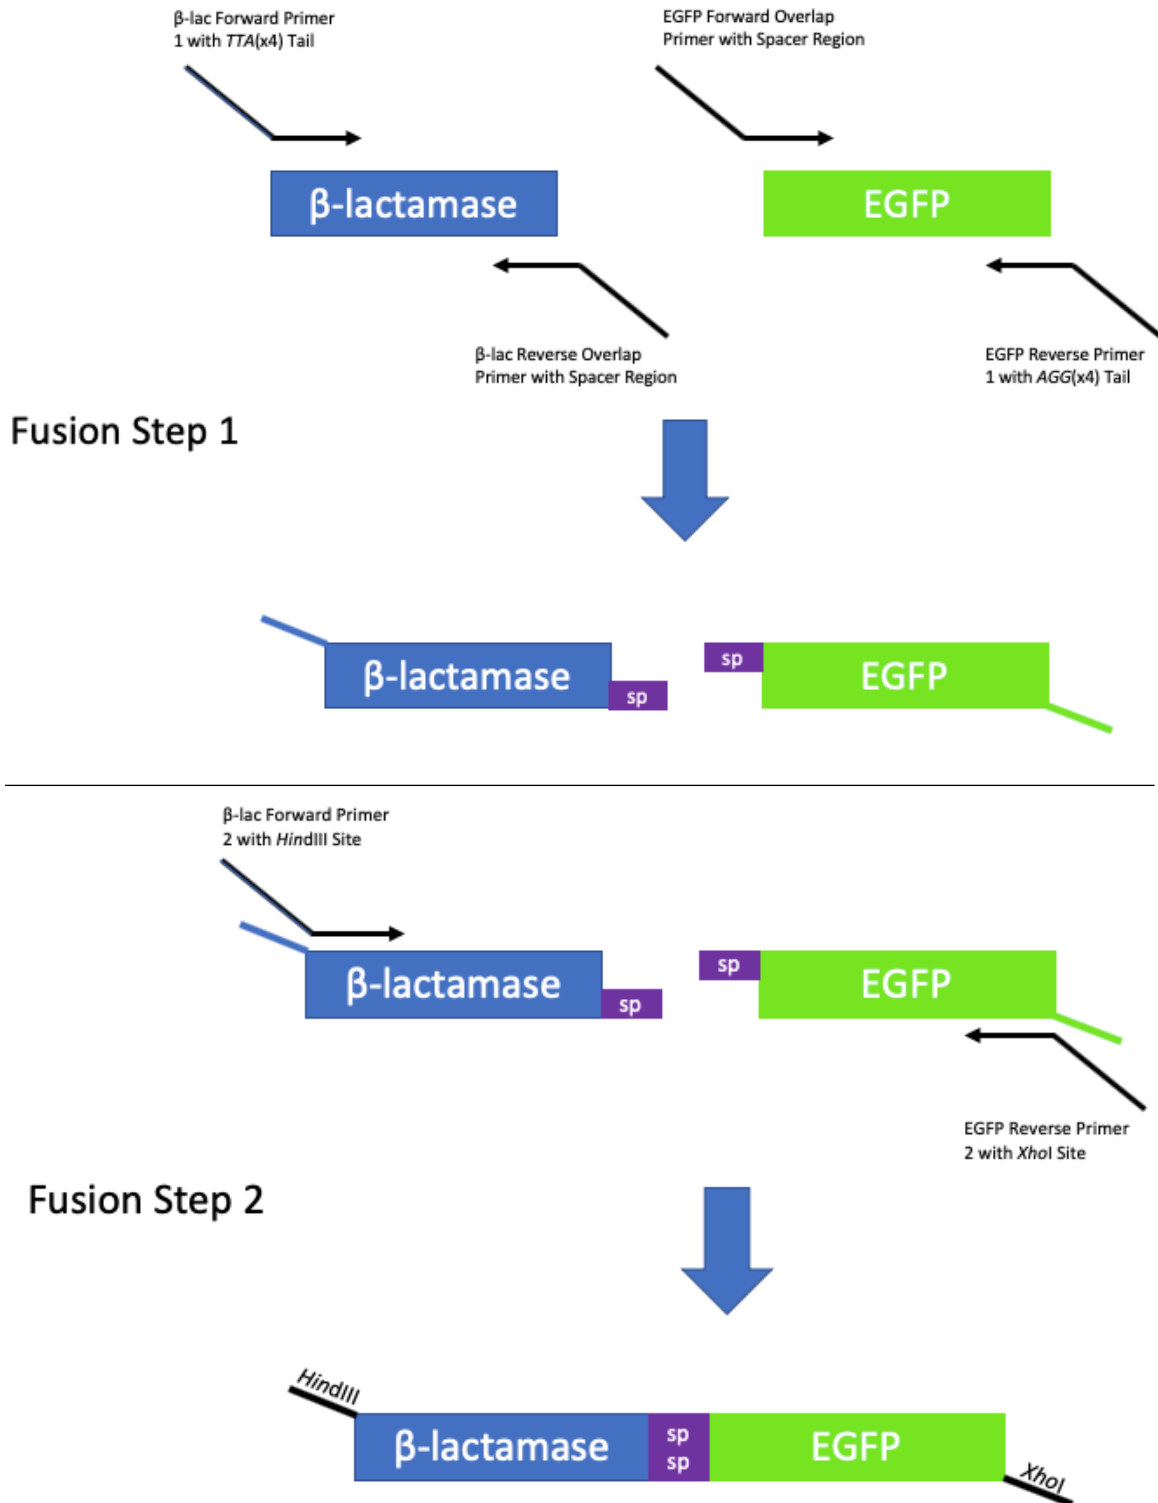 β-lac Forward Primer
1 with TTA(x4) Tail
EGFP Forward Overlap
Primer with Spacer Region
β-lactamase
EGFP
β-lac Reverse Overlap
Primer with Spacer Region
EGFP Reverse Primer
1 with AGG(x4) Tail
Fusion Step 1
β-lactamase
sp
sp
EGFP
β-lac Forward Primer
2 with HindIII Site
β-lactamase
sp
sp
EGFP
EGFP Reverse Primer
2 with XhoI Site
Fusion Step 2
HindIII
β-lactamase
sp
sp
EGFP
XhoI